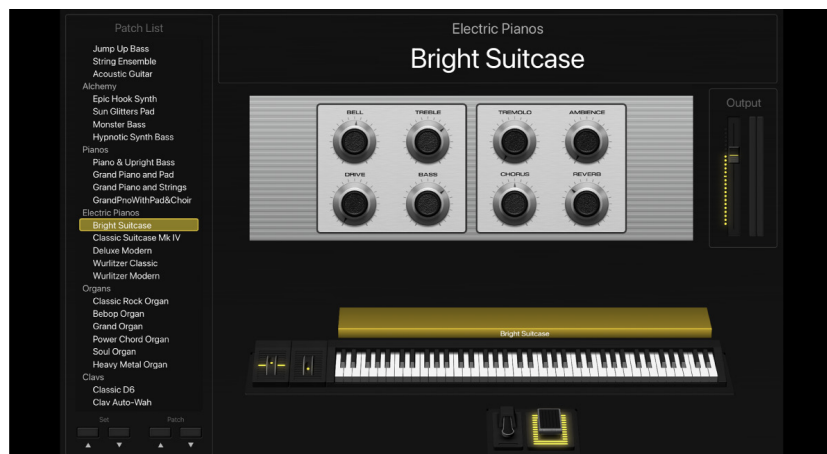 Patch List
Jump Up Bass
String Ensemble
Acoustic Guitar
Alchemy
Epic Hook Synth
Sun Glitters Pad
Monster Bass
Hypnotic Synth Bass
Pianos
Piano & Upright Bass
Grand Piano and Pad
Grand Piano and Strings
GrandPnoWithPad&Choir
Electric Pianos
Bright Suitcase
Classic Suitcase Mk IV
Deluxe Modern
Wurlitzer Classic
Wurlitzer Modern
Organs
Classic Rock Organ
Bebop Organ
Grand Organ
Power Chord Organ
Soul Organ
Heavy Metal Organ
Clavs
Classic D6
Clav Auto-Wah
Set Patch
Electric Pianos
Bright Suitcase
BELL TREBLE TREMOLO AMBIENCE
DRIVE BASS CHORUS REVERB
Output
Bright Suitcase